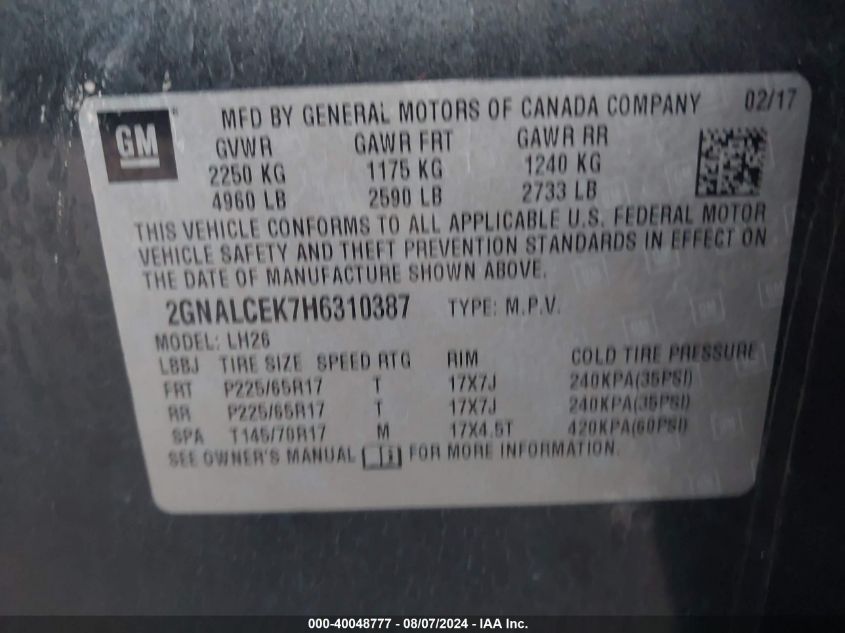 GM MFD BY GENERAL MOTORS OF CANADA COMPANY 02/17
GVWR GAWR FRT GAWR RR
2250 KG 1175 KG 1240 KG
4960 LB 2590 LB 2733 LB
THIS VEHICLE CONFORMS TO ALL APPLICABLE U.S. FEDERAL MOTOR
VEHICLE SAFETY AND THEFT PREVENTION STANDARDS IN EFFECT ON
THE DATE OF MANUFACTURE SHOWN ABOVE.
2GNALCEK7H6310387 TYPE: M.P.V.
MODEL: LH26
LBBJ TIRE SIZE SPEED RTG RIM COLD TIRE PRESSURE
FRT P225/65R17 T 17X7J 240KPA(35PSI)
RR P225/65R17 T 17X7J 240KPA(35PSI)
SPA T145/70R17 M 17X4.5T 420KPA(60PSI)
SEE OWNER'S MANUAL FOR MORE INFORMATION.
000-40048777 - 08/07/2024 - IAA Inc.